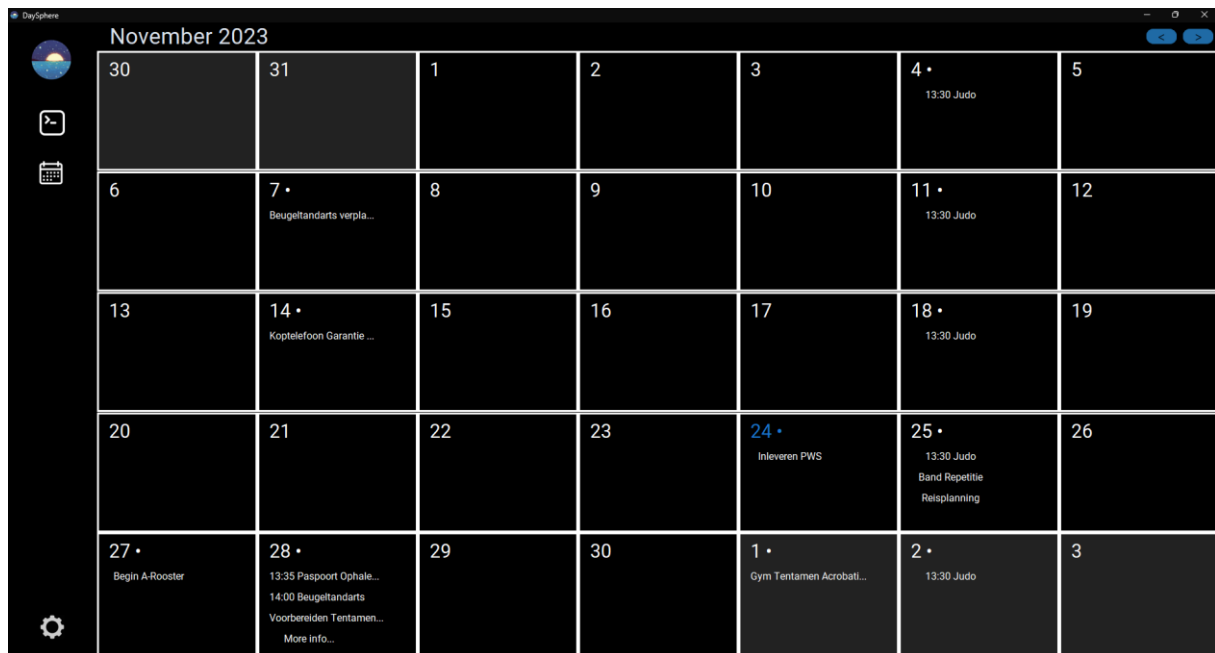 DaySphere
November 2023
< >
30 31 1 2 3 4 • 5
13:30 Judo
6 7 • 8 9 10 11 • 12
Beugeltandarts verpla... 13:30 Judo
13 14 • 15 16 17 18 • 19
Koptelefoon Garantie ... 13:30 Judo
20 21 22 23 24 • 25 • 26
Inleveren PWS 13:30 Judo
Band Repetitie
Reisplanning
27 • 28 • 29 30 1 • 2 • 3
Begin A-Rooster 13:35 Paspoort Ophale... Gym Tentamen Acrobati... 13:30 Judo
14:00 Beugeltandarts
Voorbereiden Tentamen...
More info...